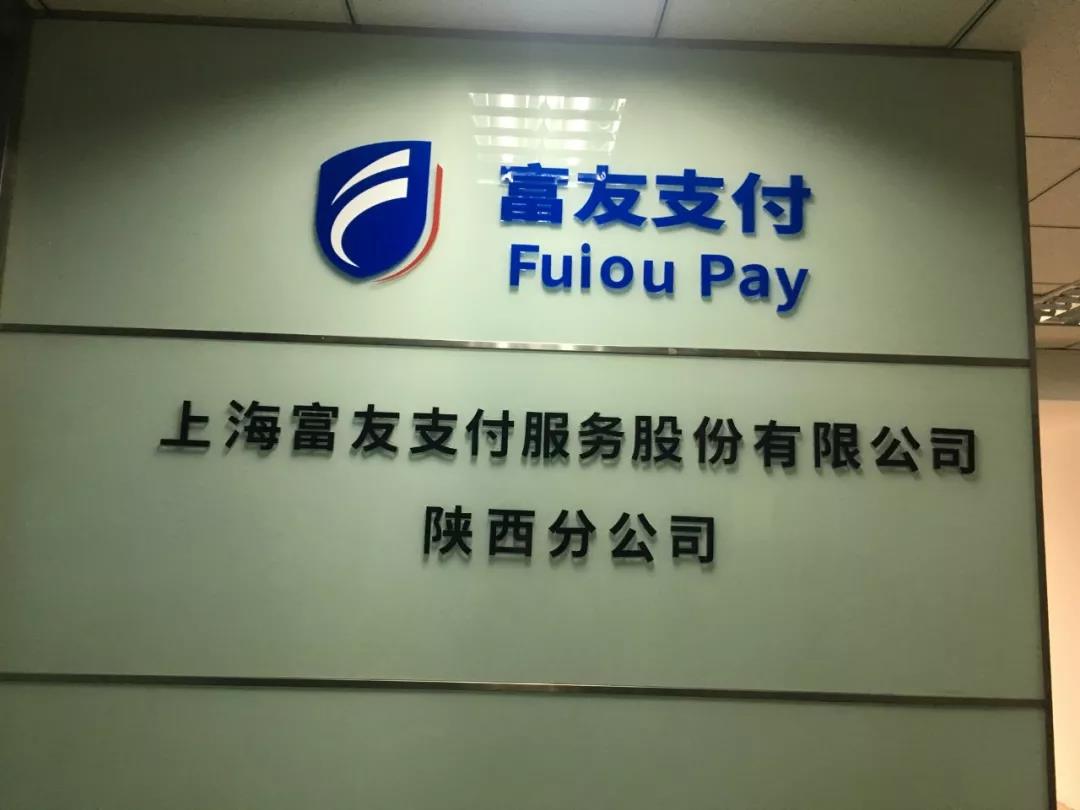 富友支付
Fuiou Pay
上海富友支付服务股份有限公司
陕西分公司